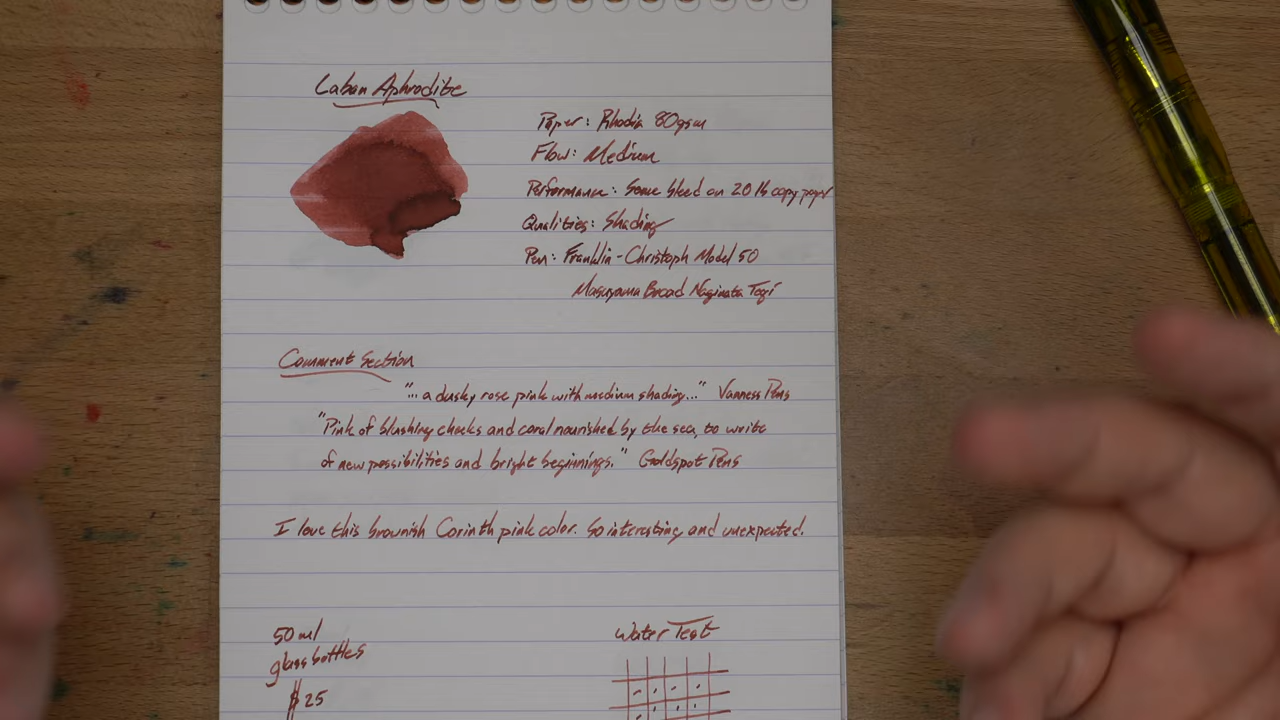 Laban Aphrodite
Paper: Rhodia 80gsm
Flow: Medium
Performance: Some bleed on 20 lb copy paper
Qualities: Shading
Pen: Franklin-Christoph Model 50
Masuyama Broad Naginata Togi
Comment Section
"... a dusky rose pink with medium shading..." Vanness Pens
"Pink of blushing cheeks and coral nourished by the sea, to write
of new possibilities and bright beginnings." Goldspot Pens
I love this brownish Corinth pink color. So interesting and unexpected.
50 ml
glass bottles
$25
Water Test